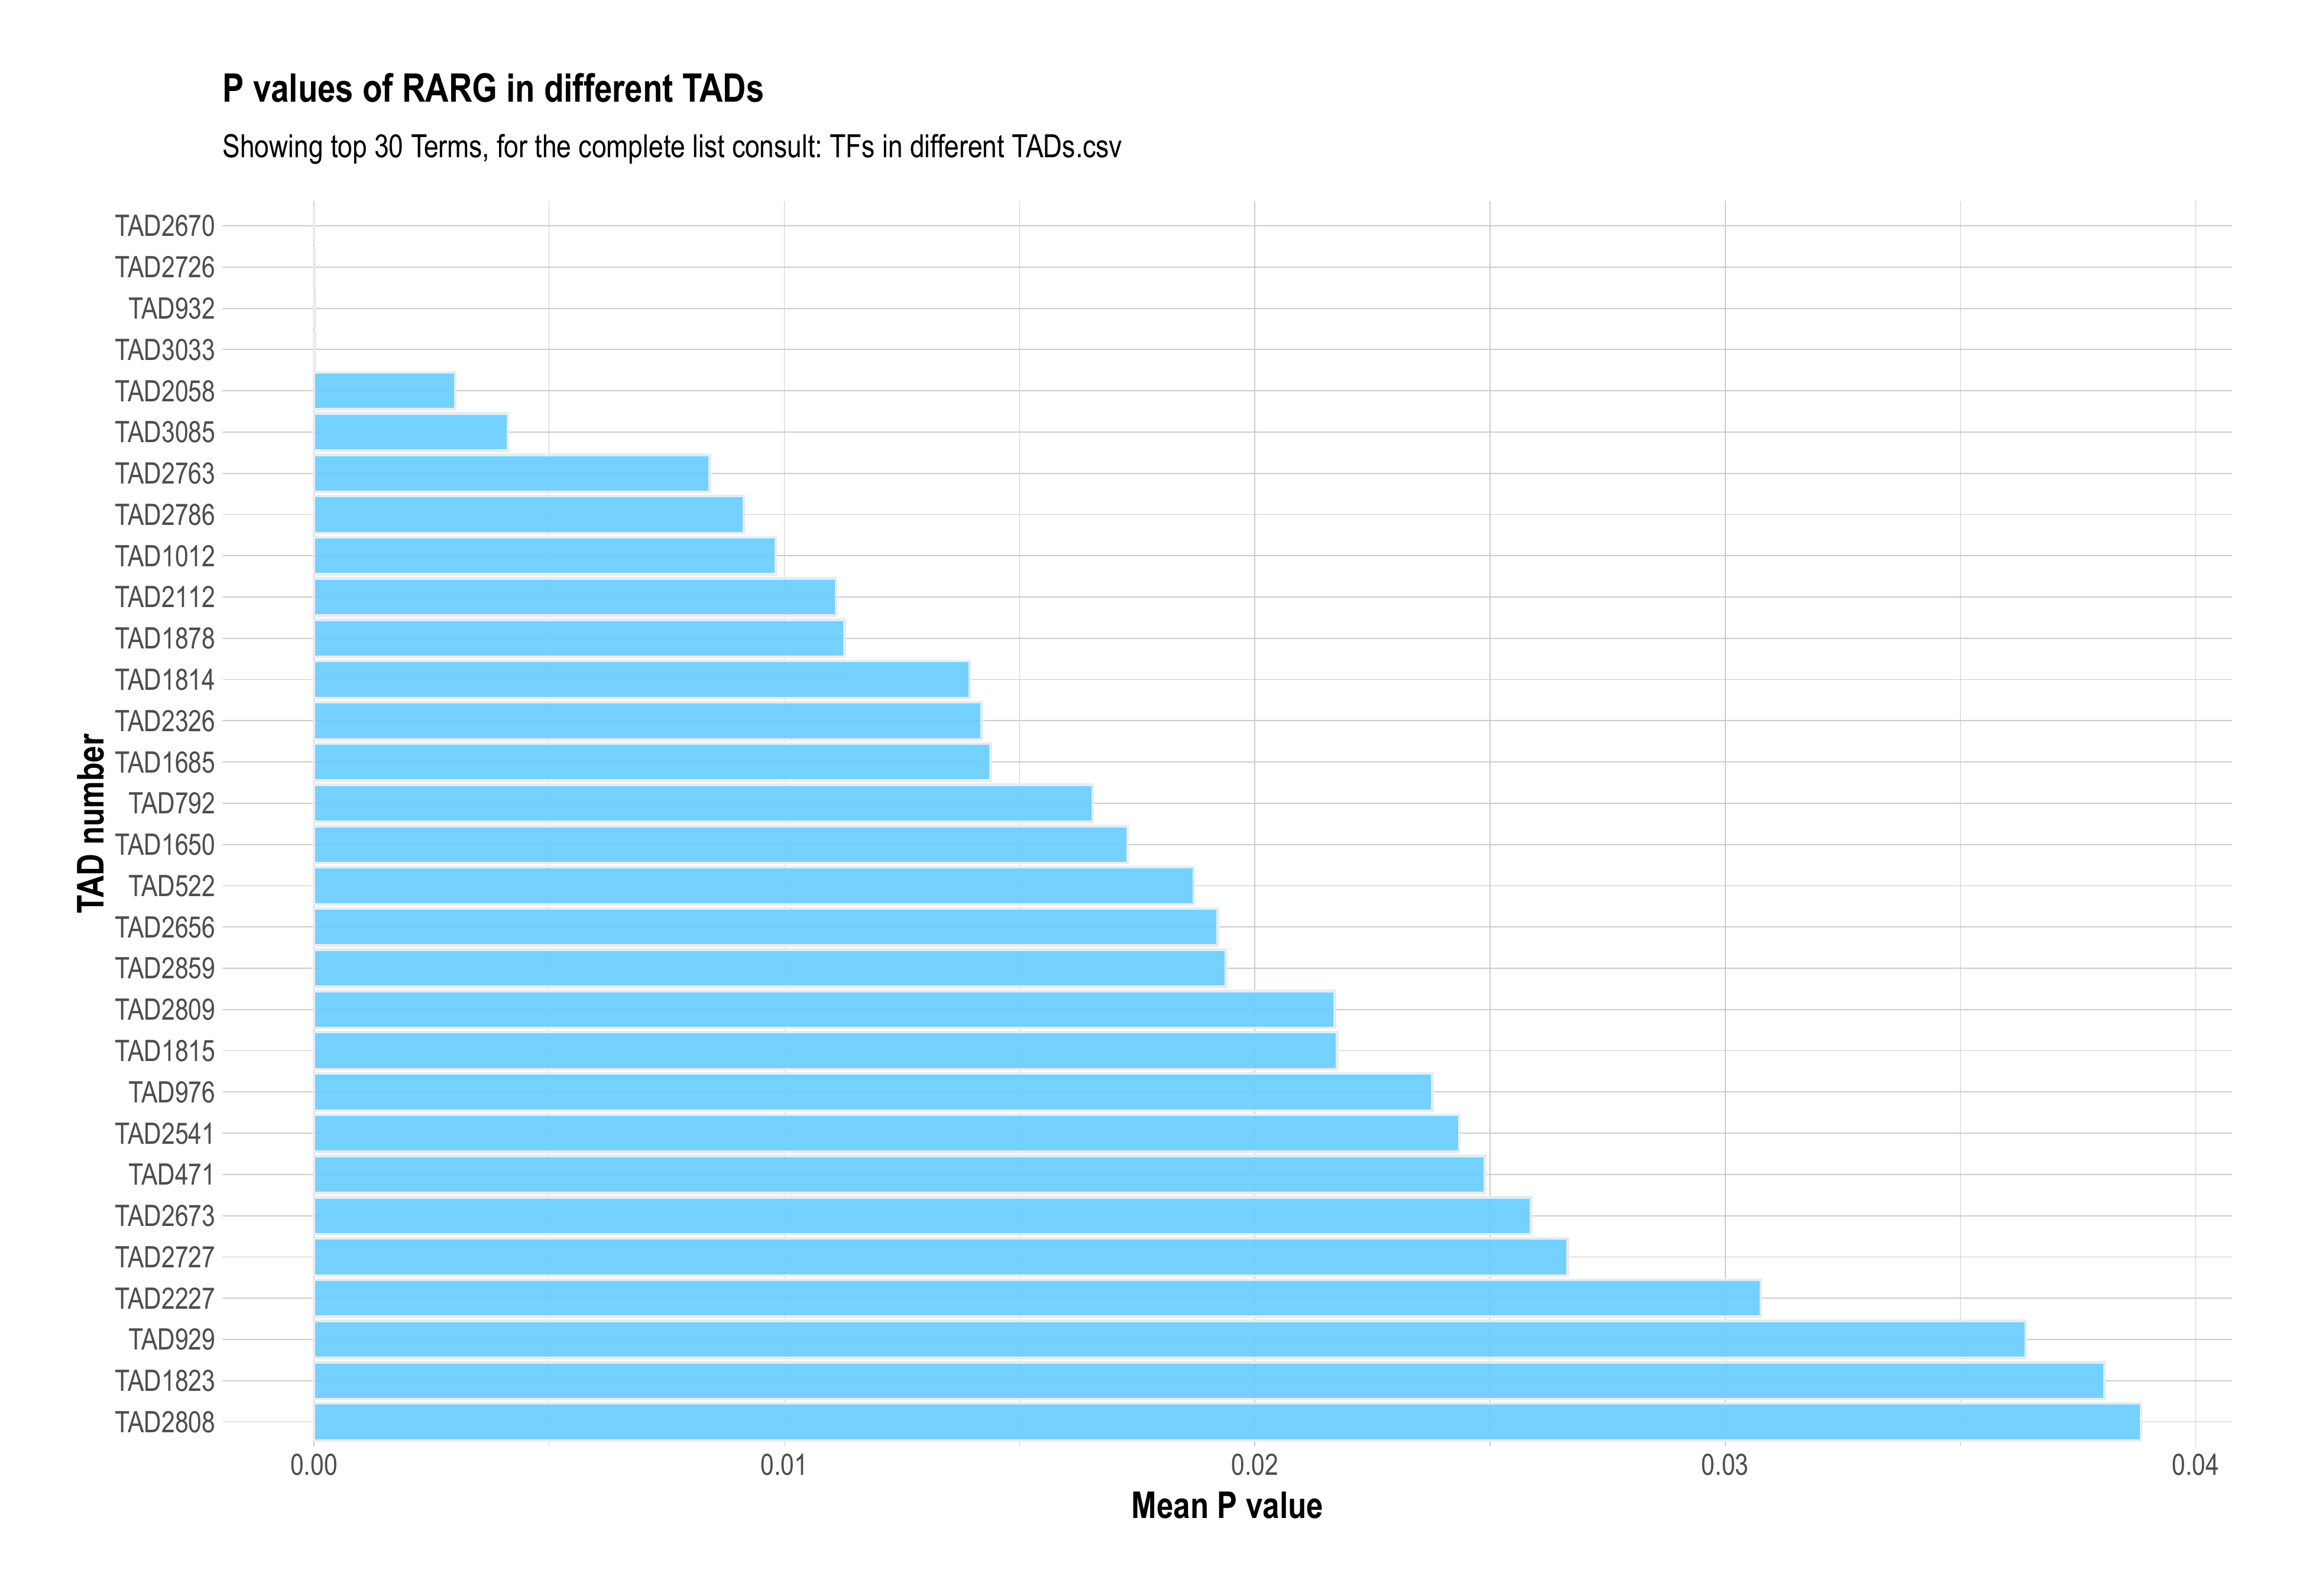 P values of RARG in different TADs
Showing top 30 Terms, for the complete list consult: TFs in different TADs.csv
TAD number
TAD2670
TAD2726
TAD932
TAD3033
TAD2058
TAD3085
TAD2763
TAD2786
TAD1012
TAD2112
TAD1878
TAD1814
TAD2326
TAD1685
TAD792
TAD1650
TAD522
TAD2656
TAD2859
TAD2809
TAD1815
TAD976
TAD2541
TAD471
TAD2673
TAD2727
TAD2227
TAD929
TAD1823
TAD2808
0.00 0.01 0.02 0.03 0.04
Mean P value